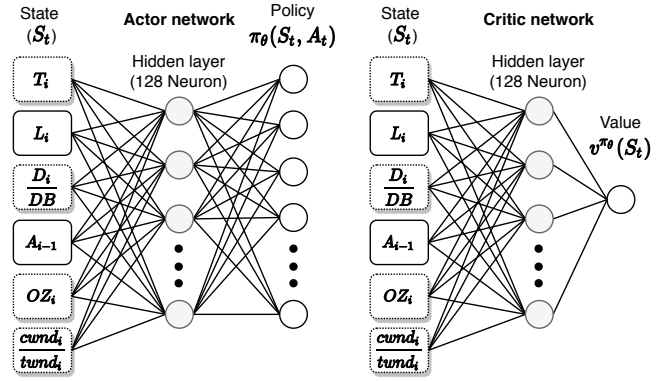 State
(S_t)
Actor network
Policy
π_θ(S_t, A_t)
Hidden layer
(128 Neuron)
T_i
L_i
D_i
DB
A_{i-1}
OZ_i
cwnd_i
twnd_i
State
(S_t)
Critic network
Hidden layer
(128 Neuron)
Value
v^{π_θ}(S_t)
T_i
L_i
D_i
DB
A_{i-1}
OZ_i
cwnd_i
twnd_i